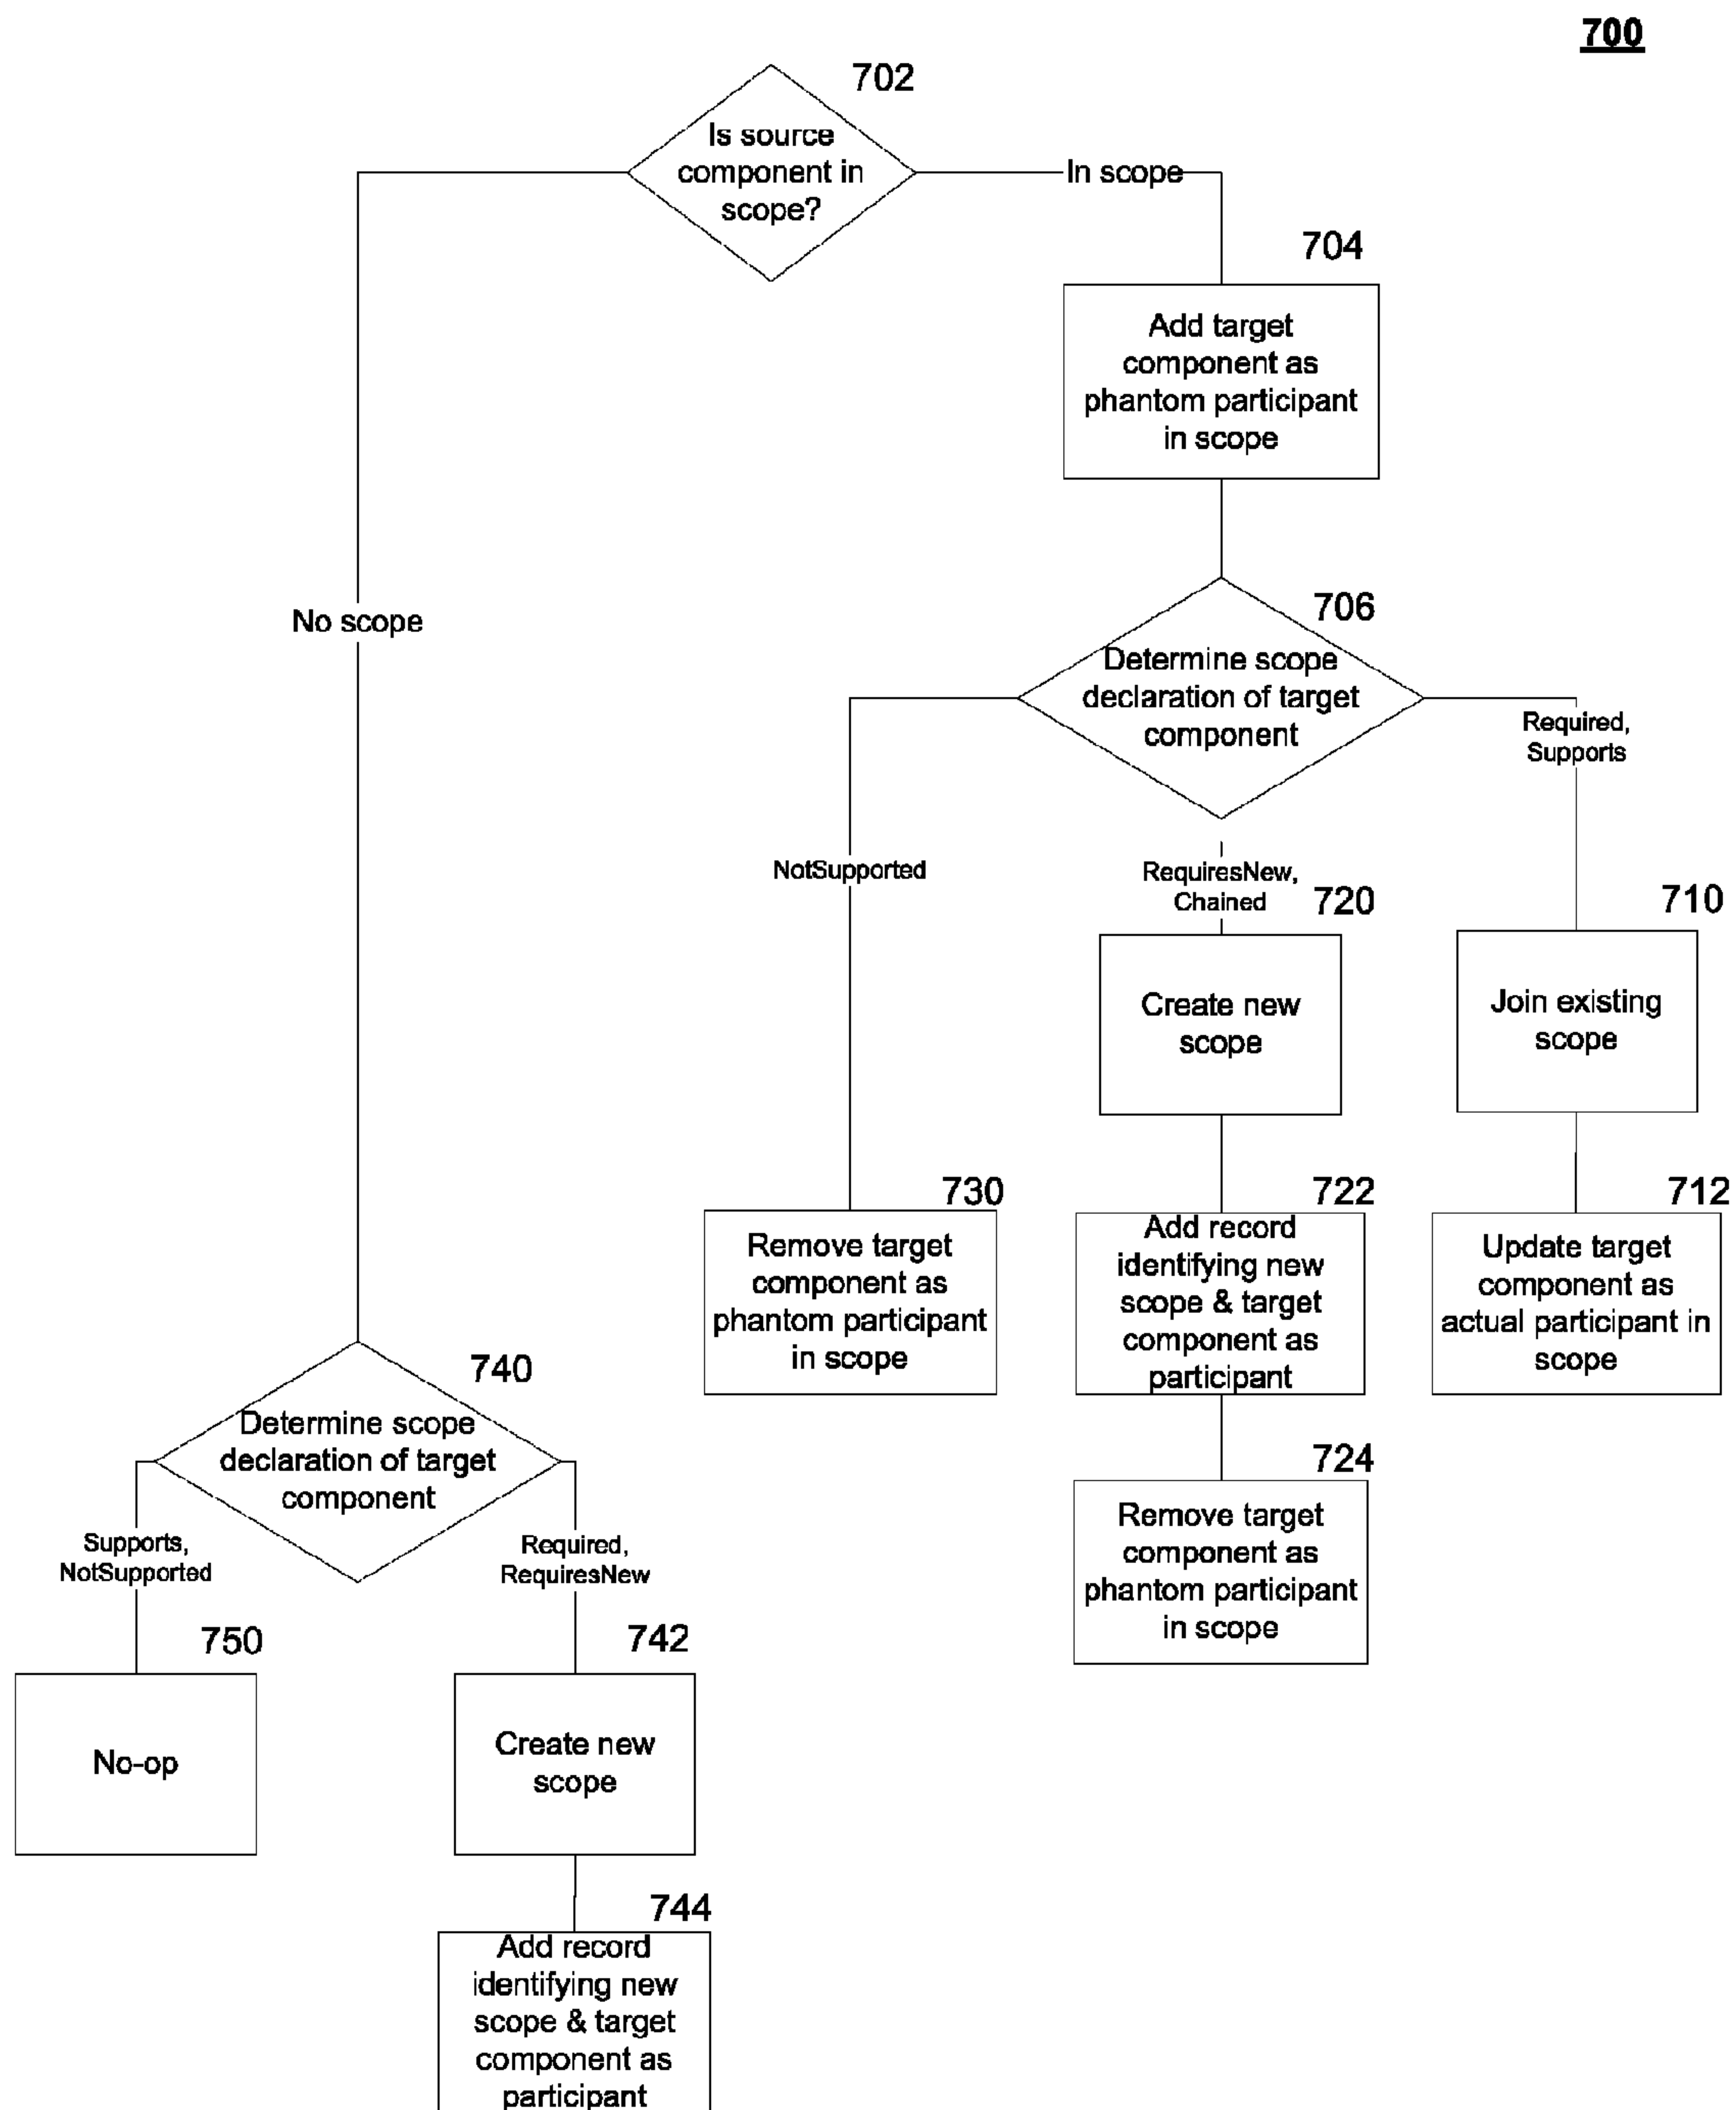 700
702
Is source
component in
scope?
In scope
704
Add target
component as
phantom participant
in scope
No scope
706
Determine scope
declaration of target
component
Required,
Supports
NotSupported
RequiresNew,
Chained
720
710
Create new
scope
Join existing
scope
730
722
712
Remove target
component as
phantom participant
in scope
Add record
identifying new
scope & target
component as
participant
Update target
component as
actual participant in
scope
740
Determine scope
declaration of target
component
724
Remove target
component as
phantom participant
in scope
Supports,
NotSupported
Required,
RequiresNew
750
742
No-op
Create new
scope
744
Add record
identifying new
scope & target
component as
participant